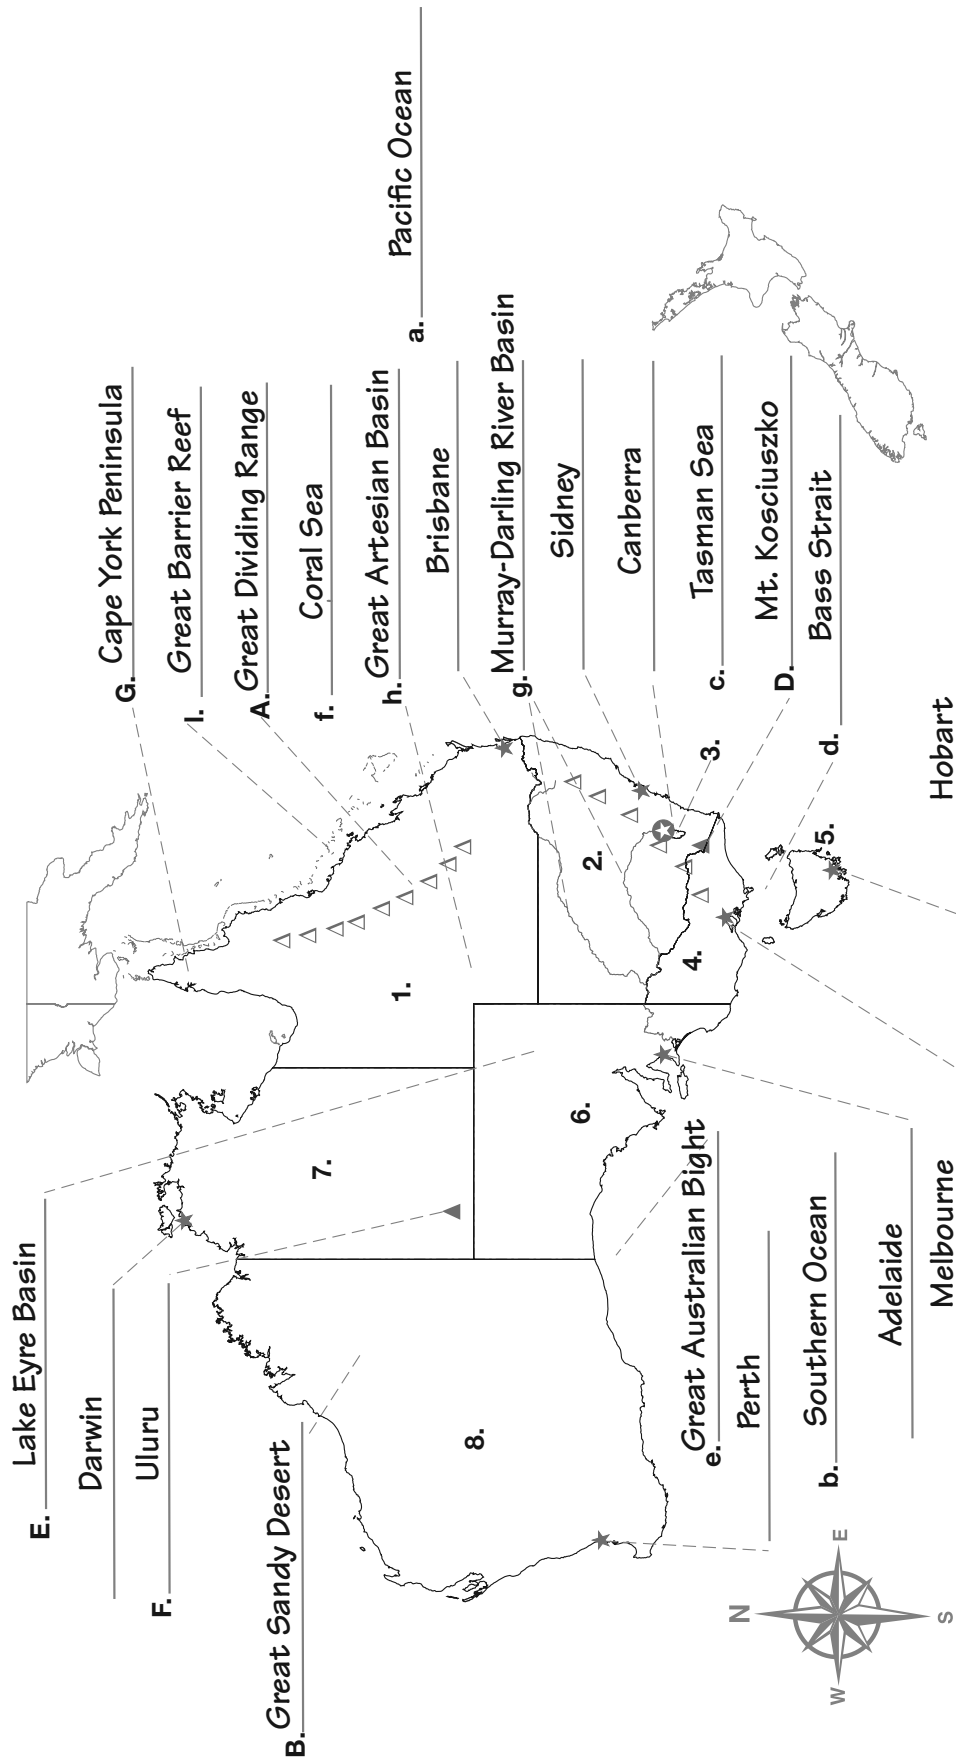 E. Lake Eyre Basin
Darwin
F. Uluru
B. Great Sandy Desert
G. Cape York Peninsula
I. Great Barrier Reef
A. Great Dividing Range
f. Coral Sea
h. Great Artesian Basin
Brisbane
a. Pacific Ocean
g. Murray-Darling River Basin
Sidney
Canberra
c. Tasman Sea
D. Mt. Kosciuszko
d. Bass Strait
Hobart
1.
2.
3.
4.
5.
6.
7.
8.
e. Great Australian Bight
Perth
b. Southern Ocean
Adelaide
Melbourne
N
E
S
W